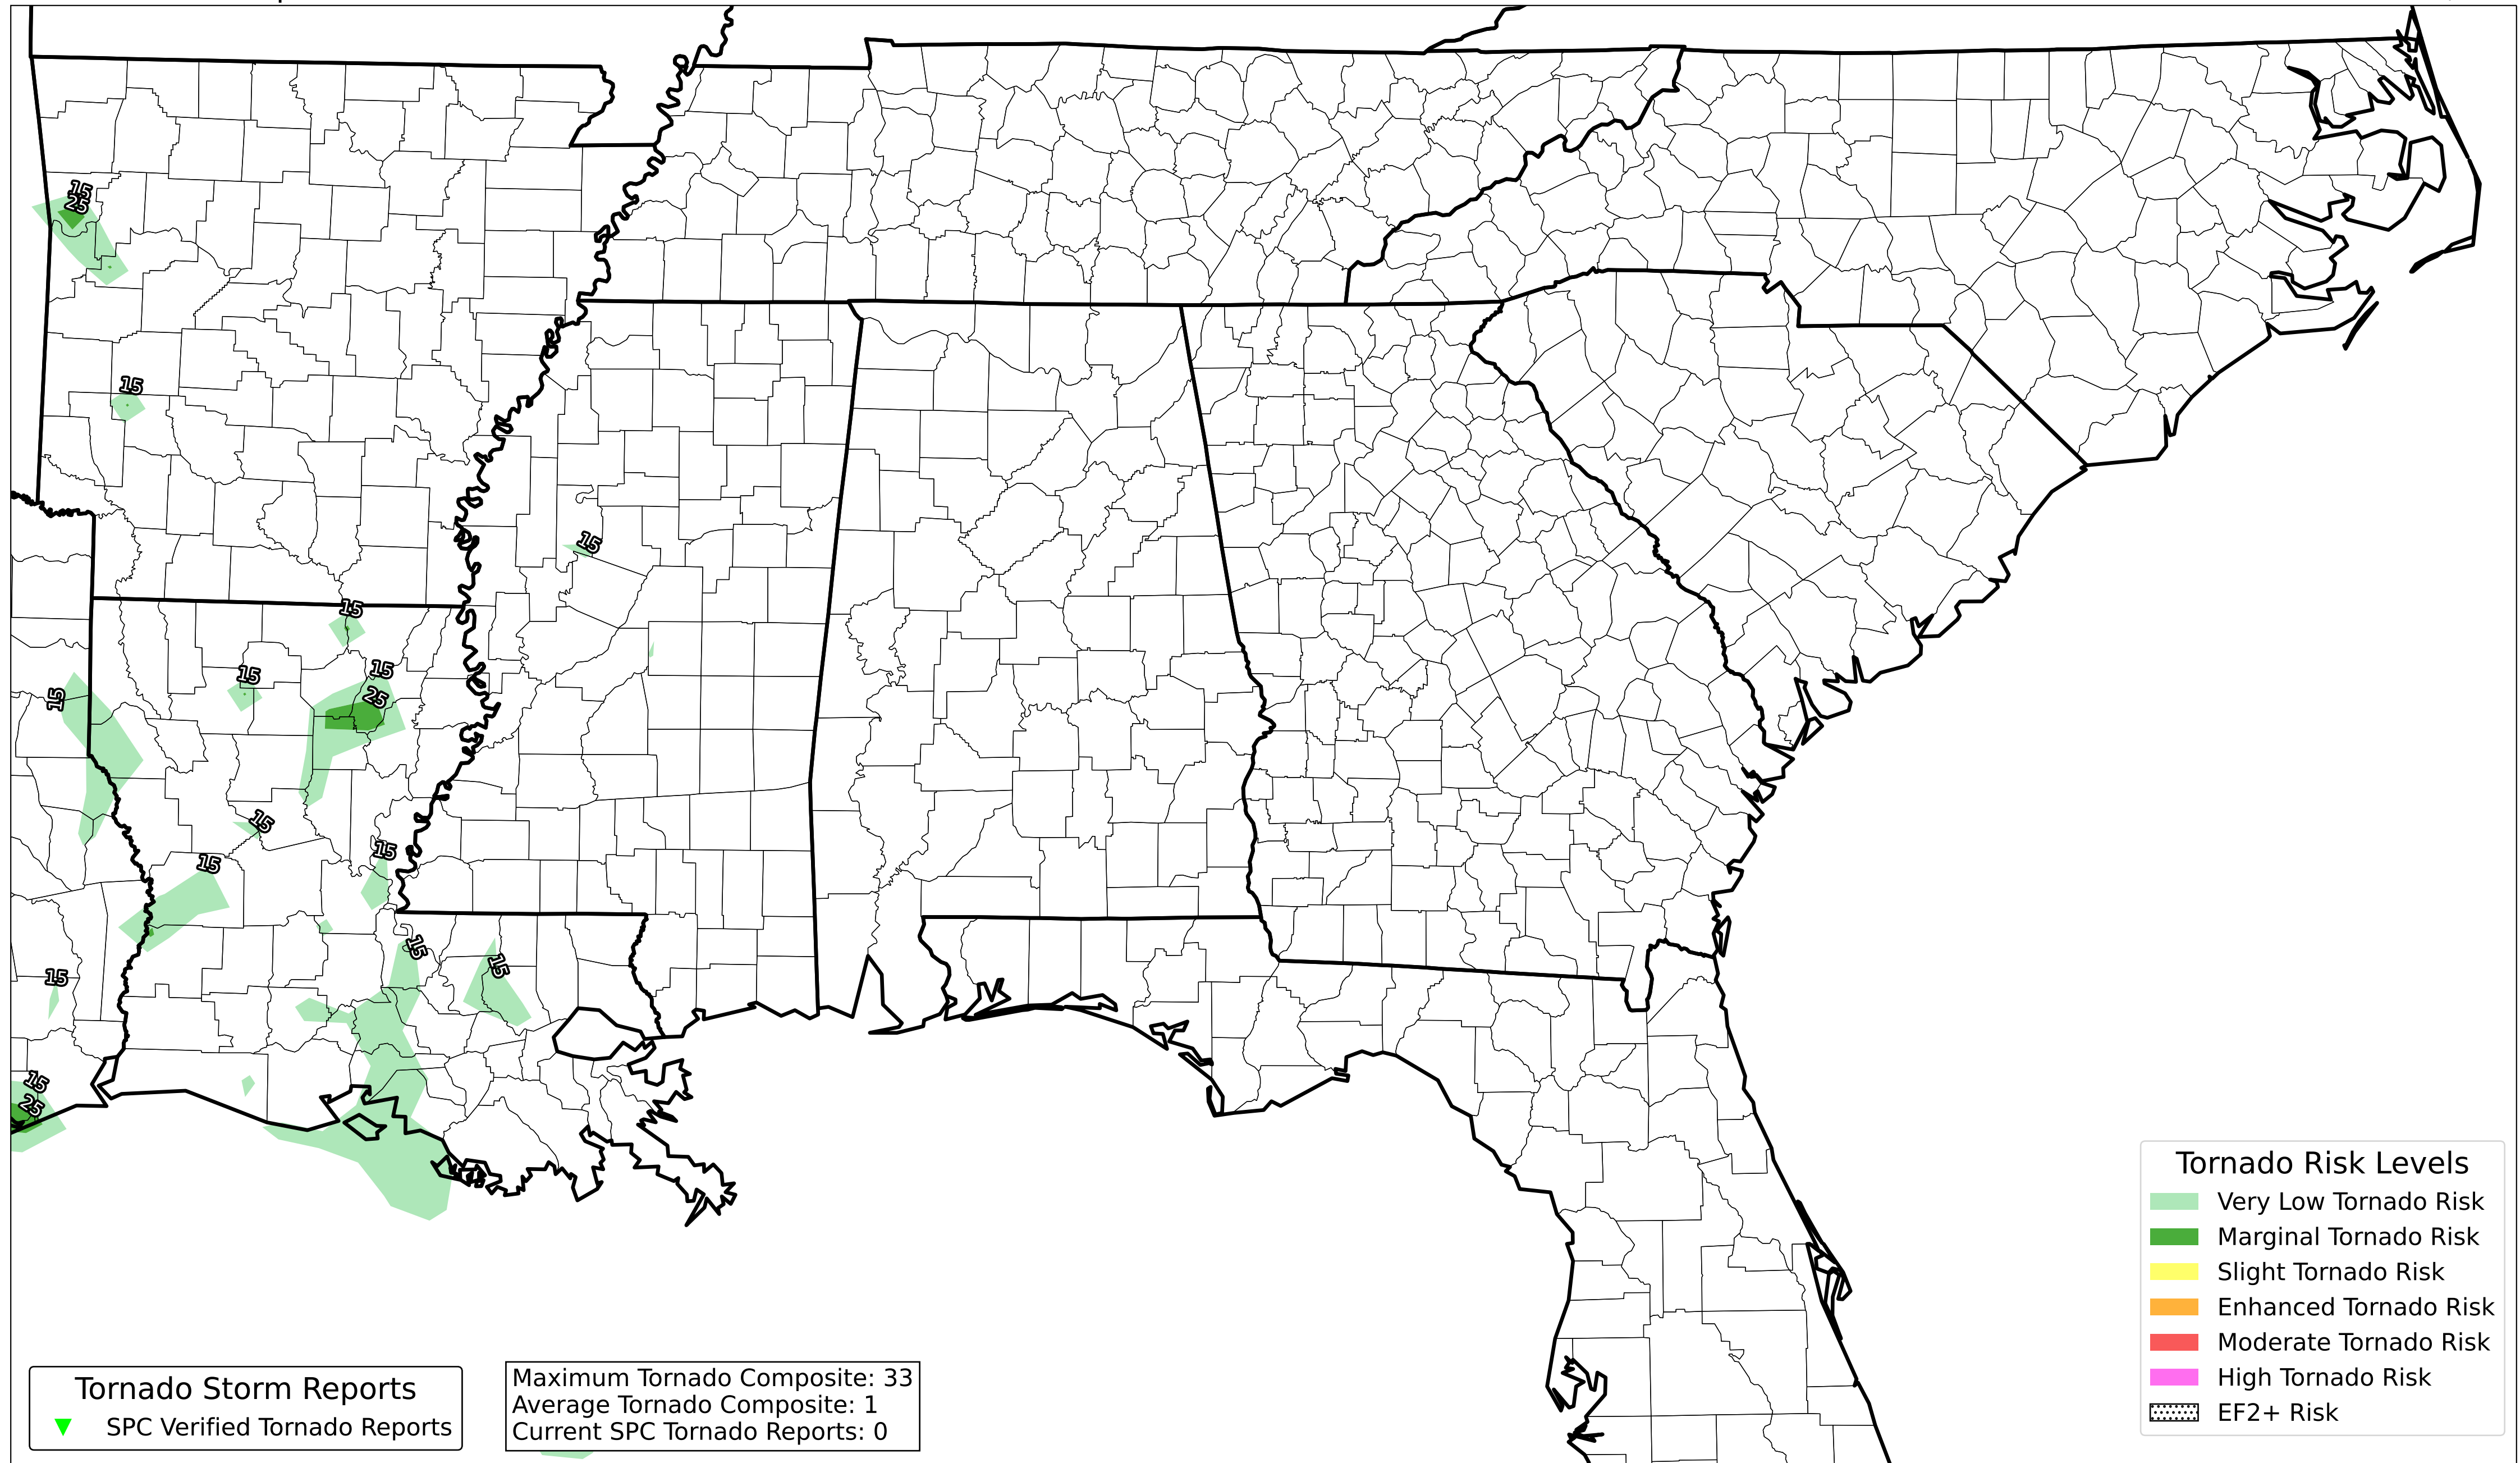 15
25
15
15
15
15
15
15
25
15
15
15
15
15
15
15
25
Tornado Risk Levels
Very Low Tornado Risk
Marginal Tornado Risk
Slight Tornado Risk
Enhanced Tornado Risk
Moderate Tornado Risk
High Tornado Risk
EF2+ Risk
Tornado Storm Reports
SPC Verified Tornado Reports
Maximum Tornado Composite: 33
Average Tornado Composite: 1
Current SPC Tornado Reports: 0